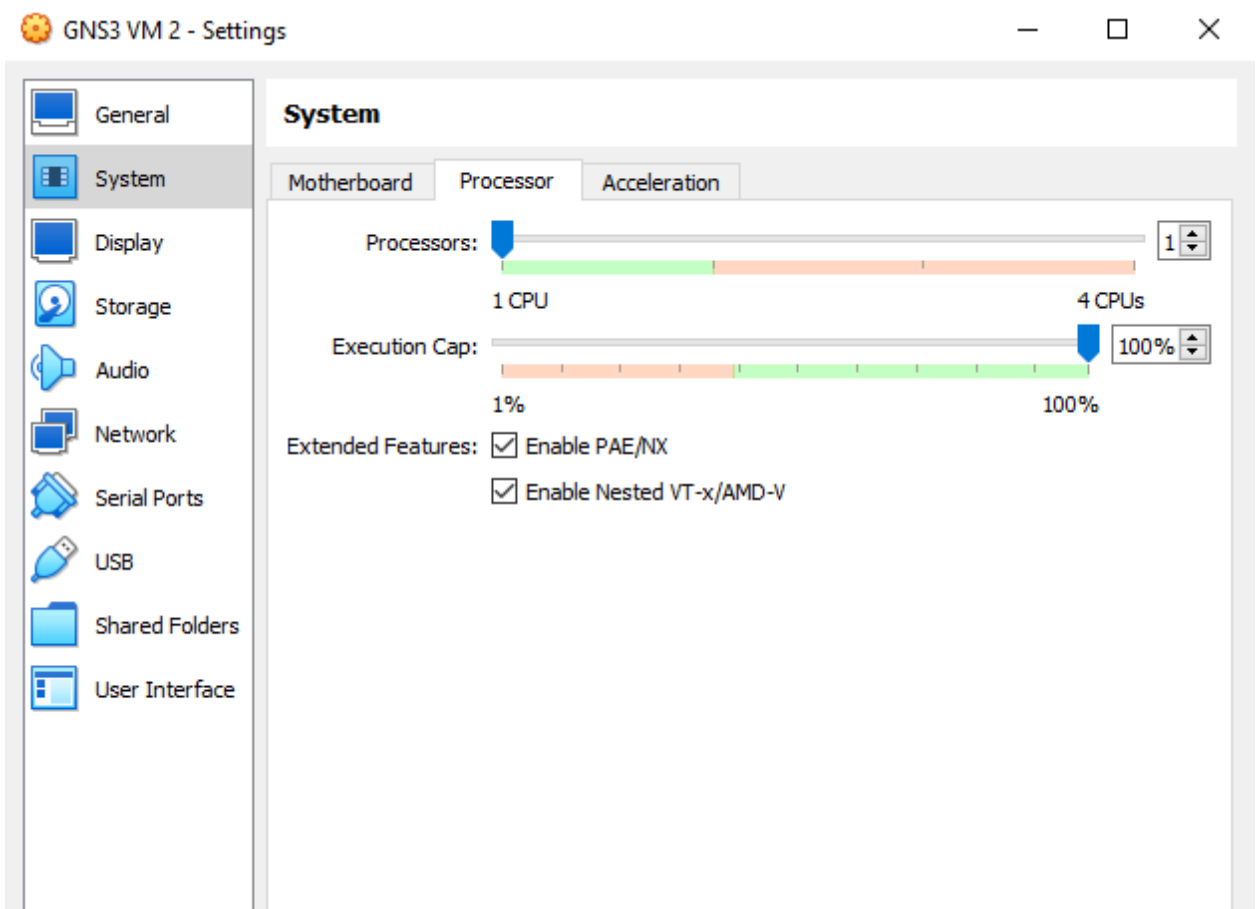 GNS3 VM 2 - Settings
General
System
Display
Storage
Audio
Network
Serial Ports
USB
Shared Folders
User Interface
System
Motherboard Processor Acceleration
Processors: 1
1 CPU 4 CPUs
Execution Cap: 100%
1% 100%
Extended Features: Enable PAE/NX
Enable Nested VT-x/AMD-V